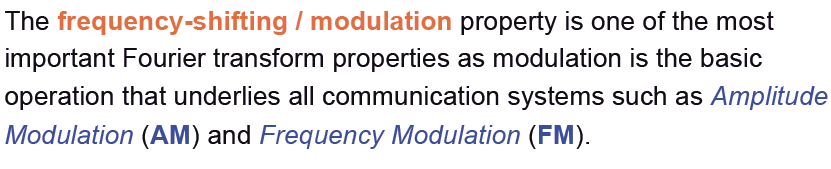 The frequency-shifting / modulation property is one of the most
important Fourier transform properties as modulation is the basic
operation that underlies all communication systems such as Amplitude
Modulation (AM) and Frequency Modulation (FM).